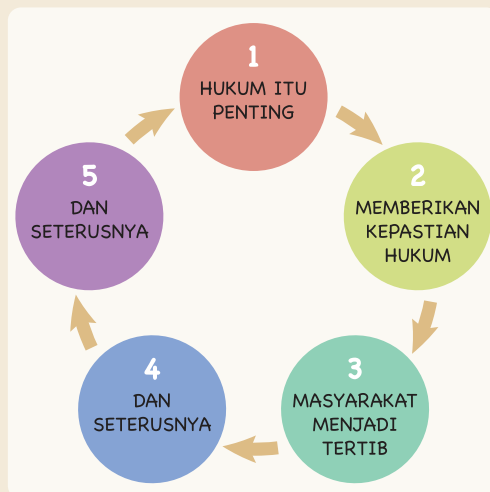 1
HUKUM ITU
PENTING
2
MEMBERIKAN
KEPASTIAN
HUKUM
3
MASYARAKAT
MENJADI
TERTIB
4
DAN
SETERUSNYA
5
DAN
SETERUSNYA